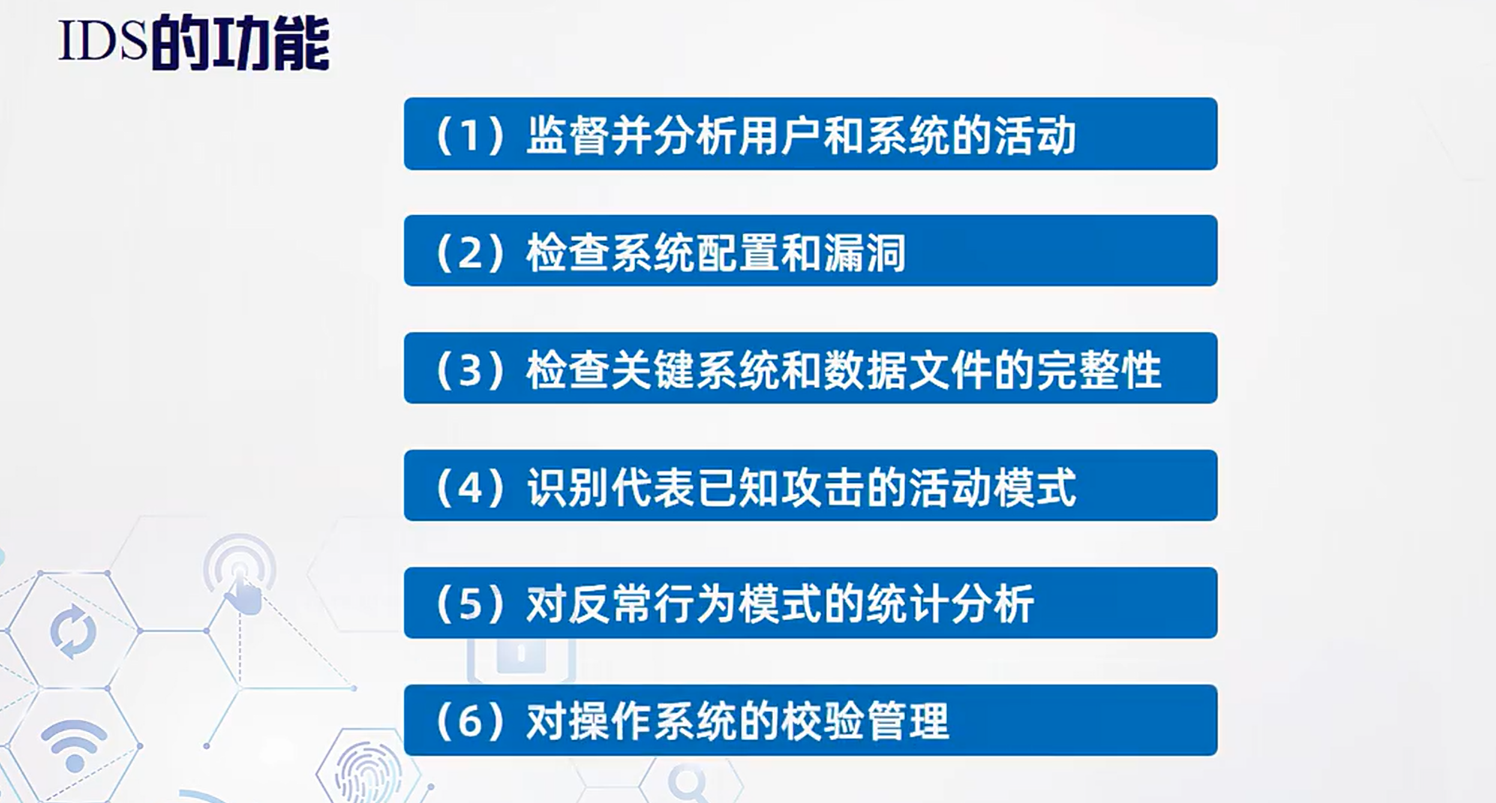 IDS的功能
（1）监督并分析用户和系统的活动
（2）检查系统配置和漏洞
（3）检查关键系统和数据文件的完整性
（4）识别代表已知攻击的活动模式
（5）对反常行为模式的统计分析
（6）对操作系统的校验管理